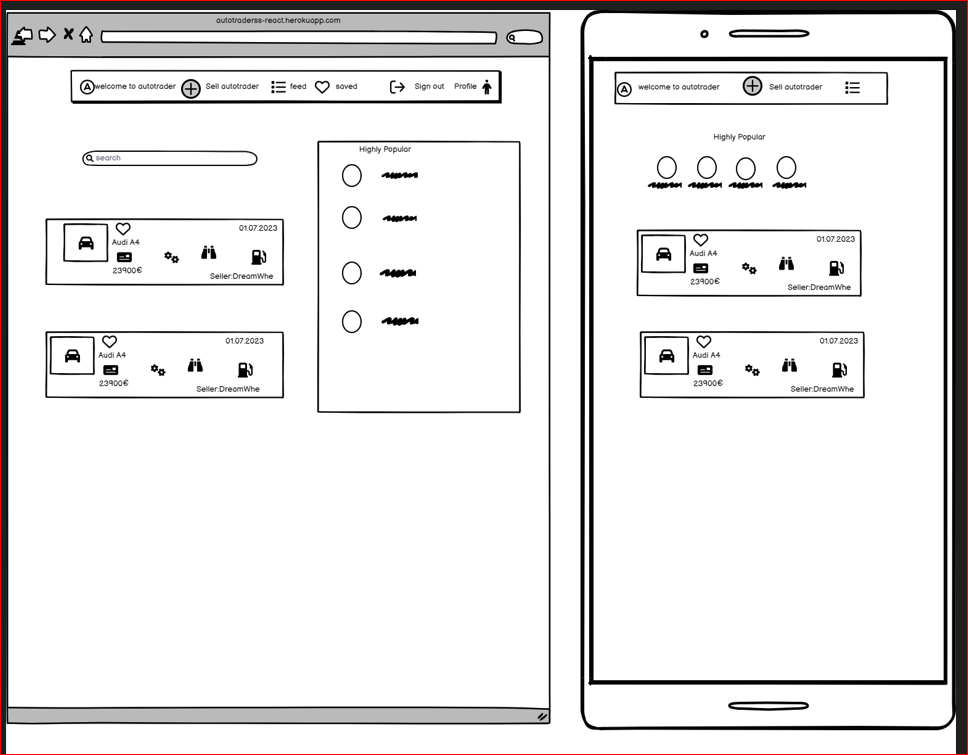 autotraderss-react.herokuapp.com
A welcome to autotrader Sell autotrader feed saved Sign out Profile
search
Highly Popular
01.07.2023
Audi A4
23900€
Seller:DreamWhe
01.07.2023
Audi A4
23900€
Seller:DreamWhe
A welcome to autotrader Sell autotrader
Highly Popular
01.07.2023
Audi A4
23900€
Seller:DreamWhe
01.07.2023
Audi A4
23900€
Seller:DreamWhe